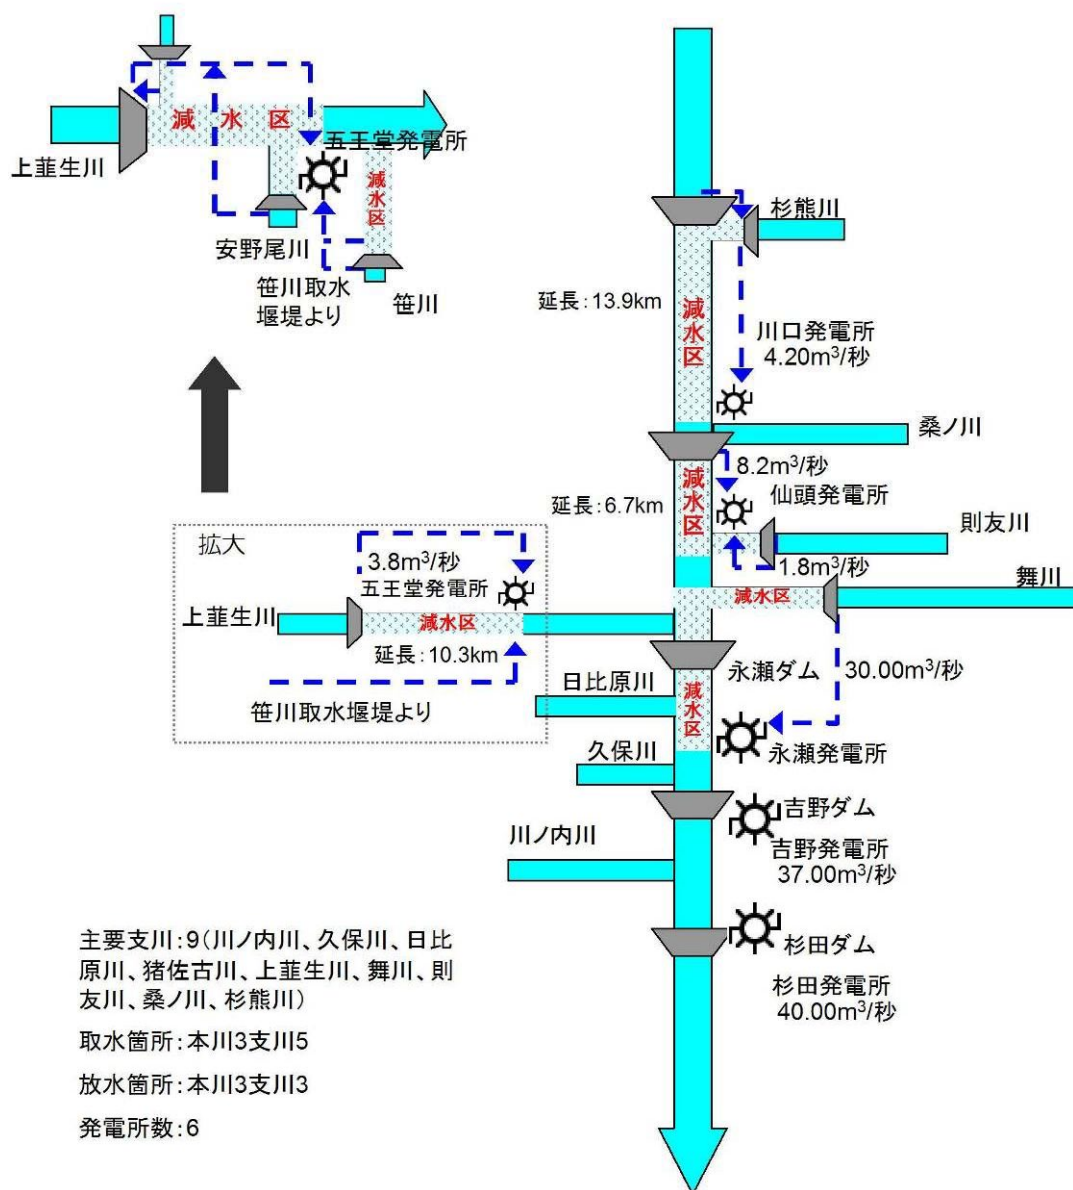 減水区
五王堂発電所
上韮生川
減水区
安野尾川
笹川取水
堰堤より
笹川
杉熊川
延長:13.9km
減水区
川口発電所
4.20m³/秒
桑ノ川
8.2m³/秒
減水区
延長:6.7km
仙頭発電所
則友川
1.8m³/秒
舞川
減水区
拡大
3.8m³/秒
五王堂発電所
上韮生川
減水区
延長:10.3km
笹川取水堰堤より
永瀬ダム
30.00m³/秒
日比原川
減水区
永瀬発電所
久保川
吉野ダム
吉野発電所
37.00m³/秒
川ノ内川
杉田ダム
杉田発電所
40.00m³/秒
主要支川:9(川ノ内川、久保川、日比
原川、猪佐古川、上韮生川、舞川、則
友川、桑ノ川、杉熊川)
取水箇所:本川3支川5
放水箇所:本川3支川3
発電所数:6